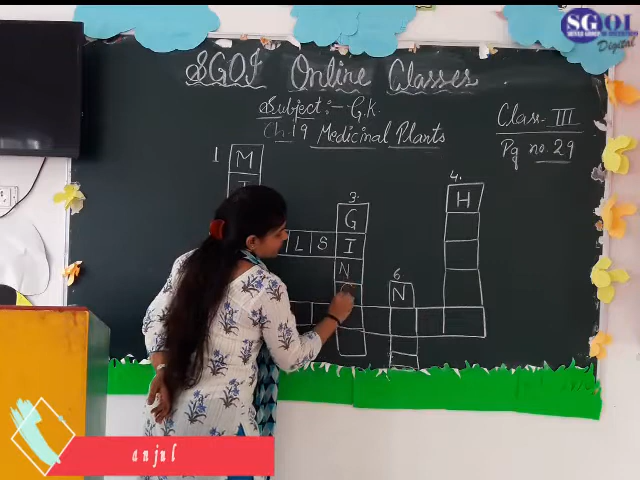 SGOI
Digital
SGOI Online Classes
Subject:- G.K.
Class- III
Ch-19 Medicinal Plants
Pg no. 29
1 M
4.
H
3.
G
L S I
N
6
N
anjul